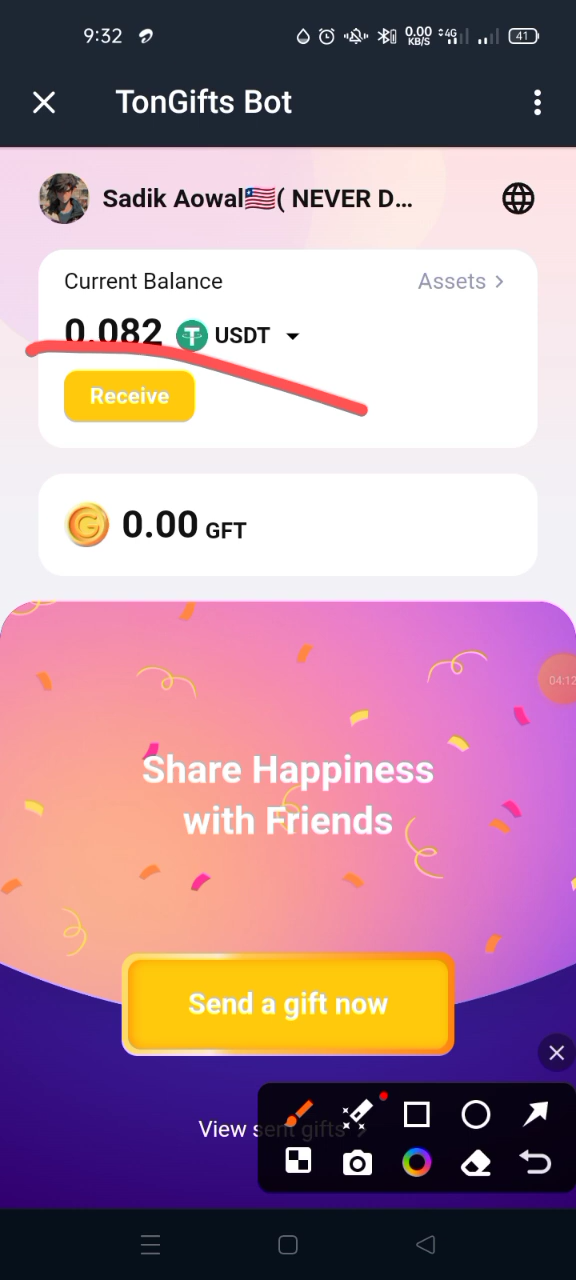 9:32
0.00 KB/S 4G 41
TonGifts Bot
Sadik Aowal🇱🇷( NEVER D...
Current Balance
Assets >
0.082 USDT
Receive
0.00 GFT
04:12
Share Happiness
with Friends
Send a gift now
View sent gifts >